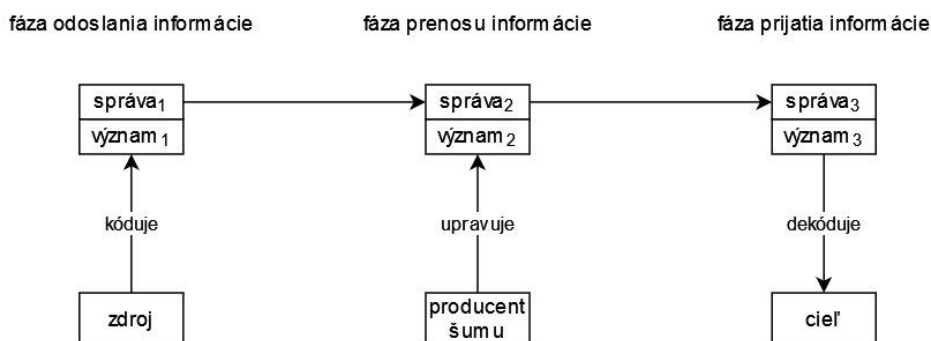 fáza odoslania informácie
fáza prenosu informácie
fáza prijatia informácie
správa₁
správa₂
správa₃
význam₁
význam₂
význam₃
kóduje
upravuje
dekóduje
zdroj
producent
šumu
cieľ